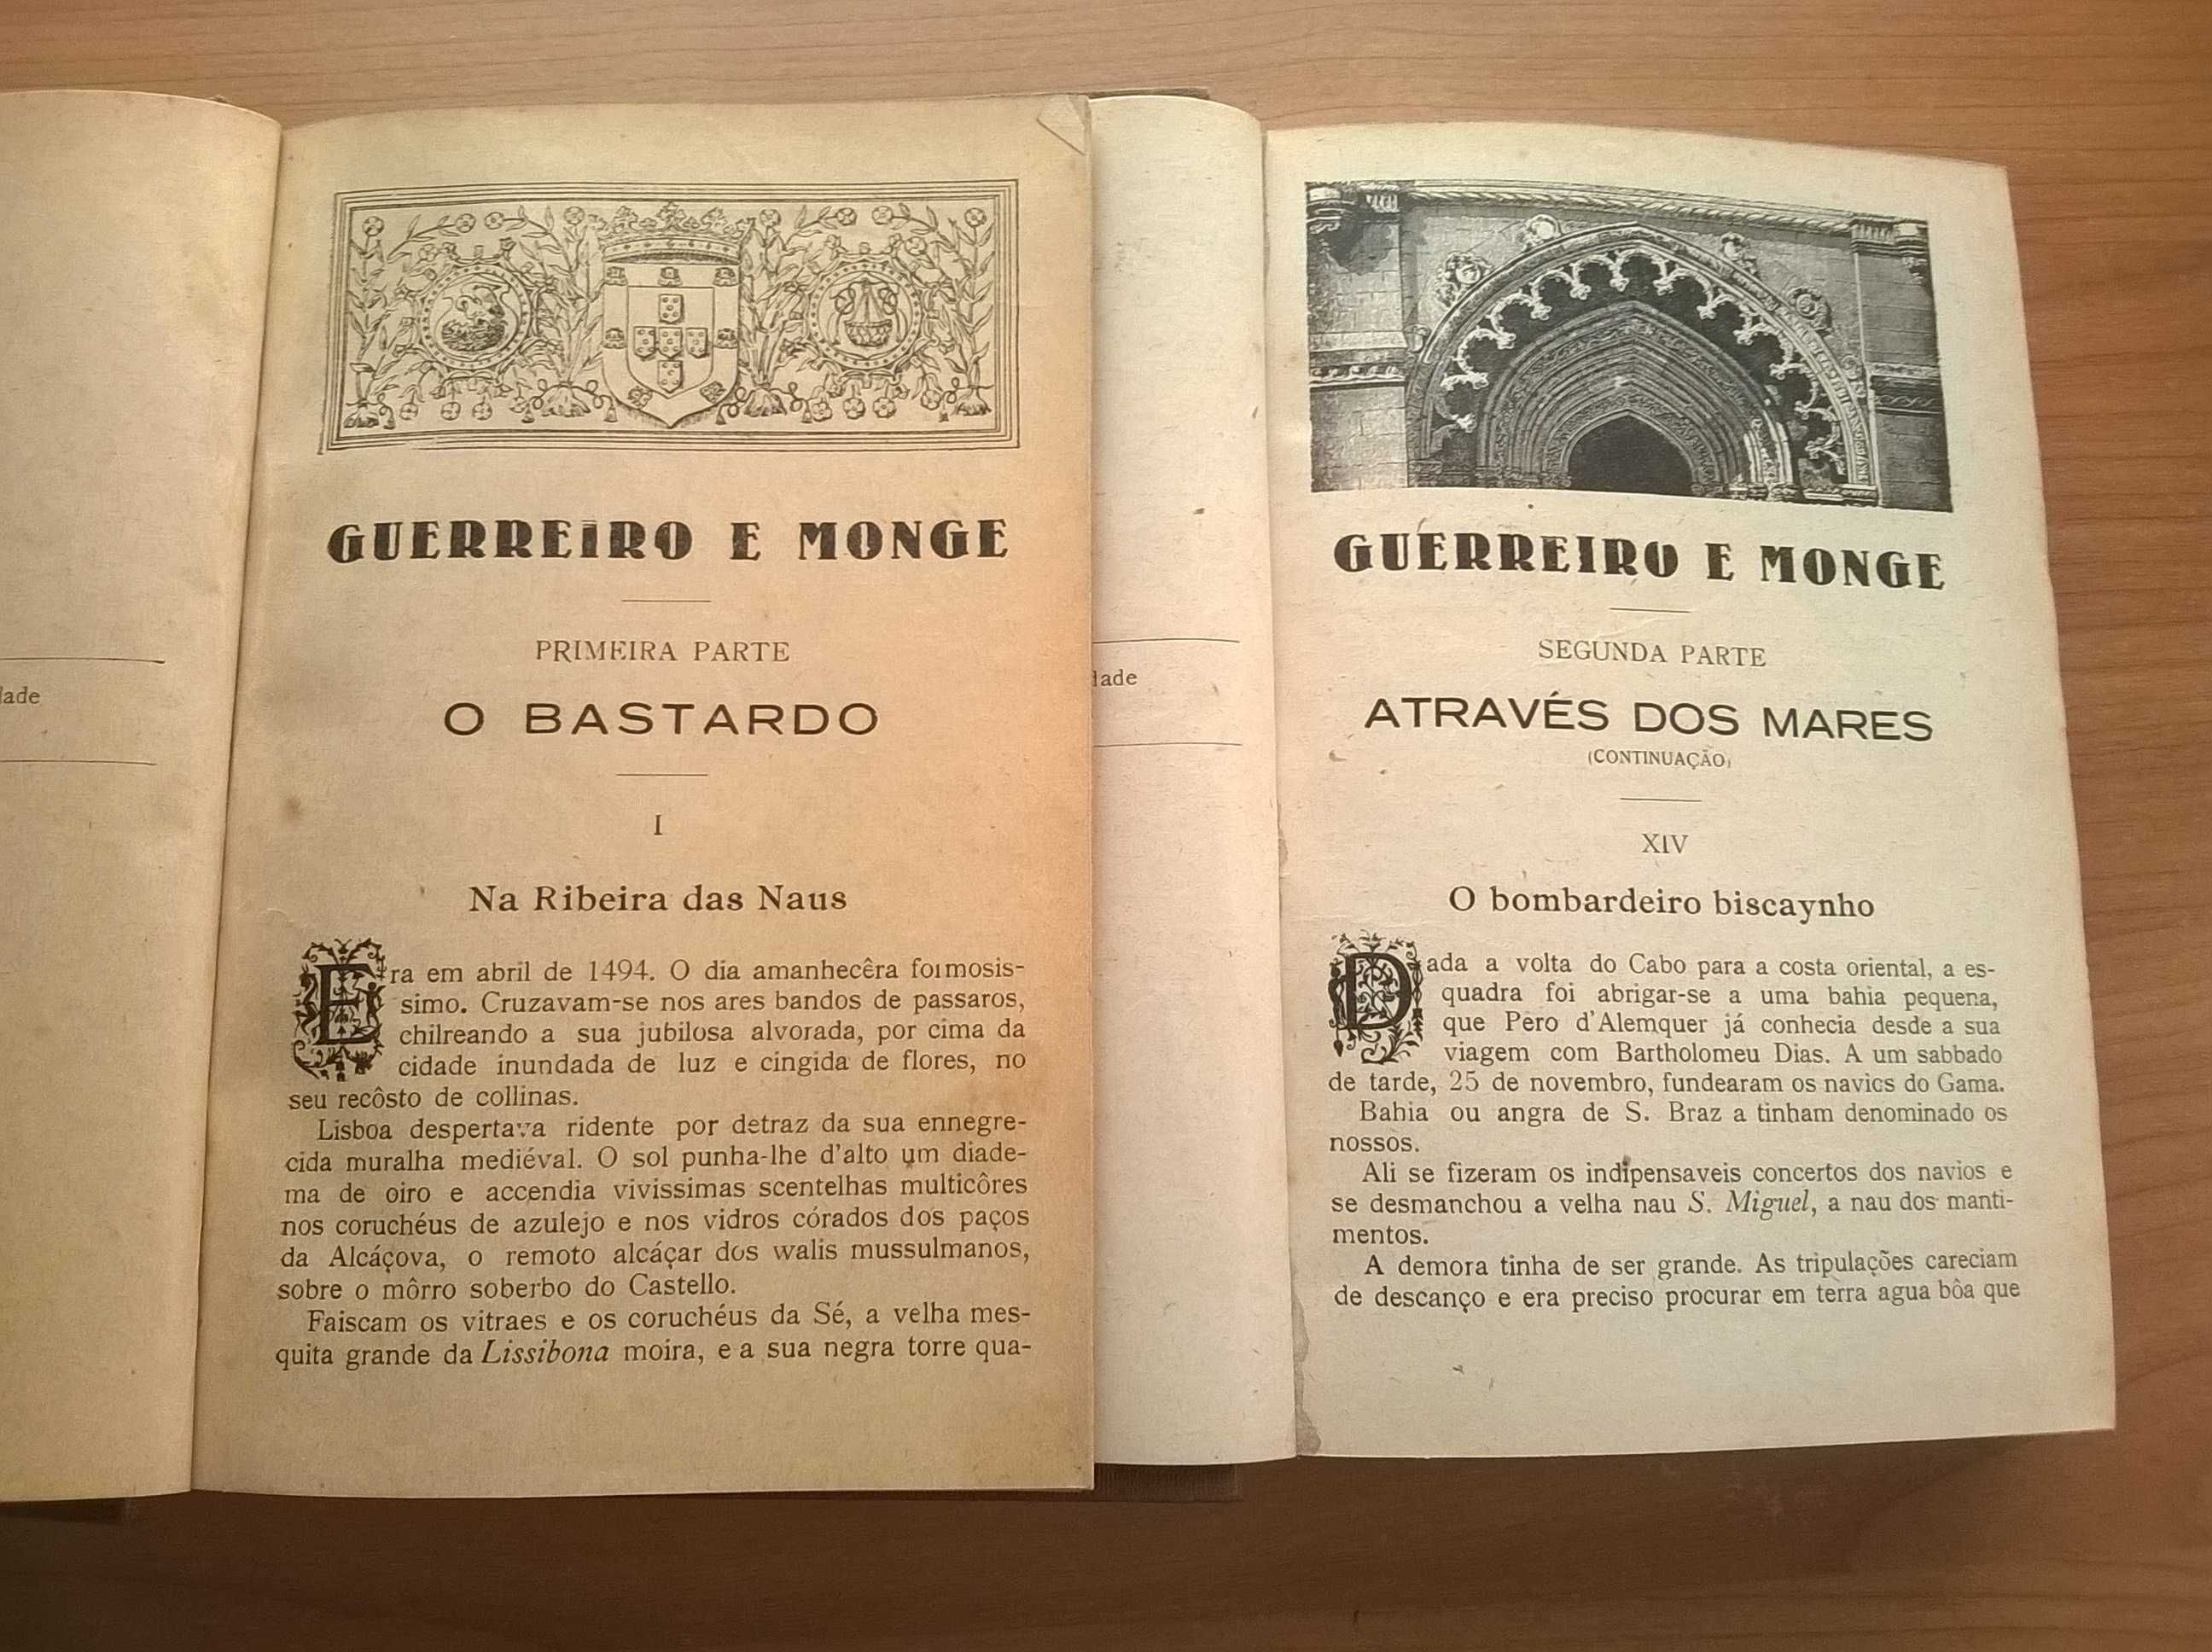 GUERREIRO E MONGE
PRIMEIRA PARTE
O BASTARDO
I
Na Ribeira das Naus
Era em abril de 1494. O dia amanhecêra formosis-
simo. Cruzavam-se nos ares bandos de passaros,
chilreando a sua jubilosa alvorada, por cima da
cidade inundada de luz e cingida de flores, no
seu recôsto de collinas.
Lisboa despertava ridente por detraz da sua ennegre-
cida muralha mediéval. O sol punha-lhe d'alto um diade-
ma de oiro e accendia vivissimas scentelhas multicôres
nos coruchéus de azulejo e nos vidros córados dos paços
da Alcáçova, o remoto alcáçar dos walis mussulmanos,
sobre o môrro soberbo do Castello.
Faiscam os vitraes e os coruchéus da Sé, a velha mes-
quita grande da Lissibona moira, e a sua negra torre qua-
GUERREIRO E MONGE
SEGUNDA PARTE
ATRAVÉS DOS MARES
(CONTINUAÇÃO)
XIV
O bombardeiro biscaynho
Dada a volta do Cabo para a costa oriental, a es-
quadra foi abrigar-se a uma bahia pequena,
que Pero d'Alemquer já conhecia desde a sua
viagem com Bartholomeu Dias. A um sabbado
de tarde, 25 de novembro, fundearam os navios do Gama.
Bahia ou angra de S. Braz a tinham denominado os
nossos.
Ali se fizeram os indipensaveis concertos dos navios e
se desmanchou a velha nau S. Miguel, a nau dos manti-
mentos.
A demora tinha de ser grande. As tripulações careciam
de descanço e era preciso procurar em terra agua bôa que